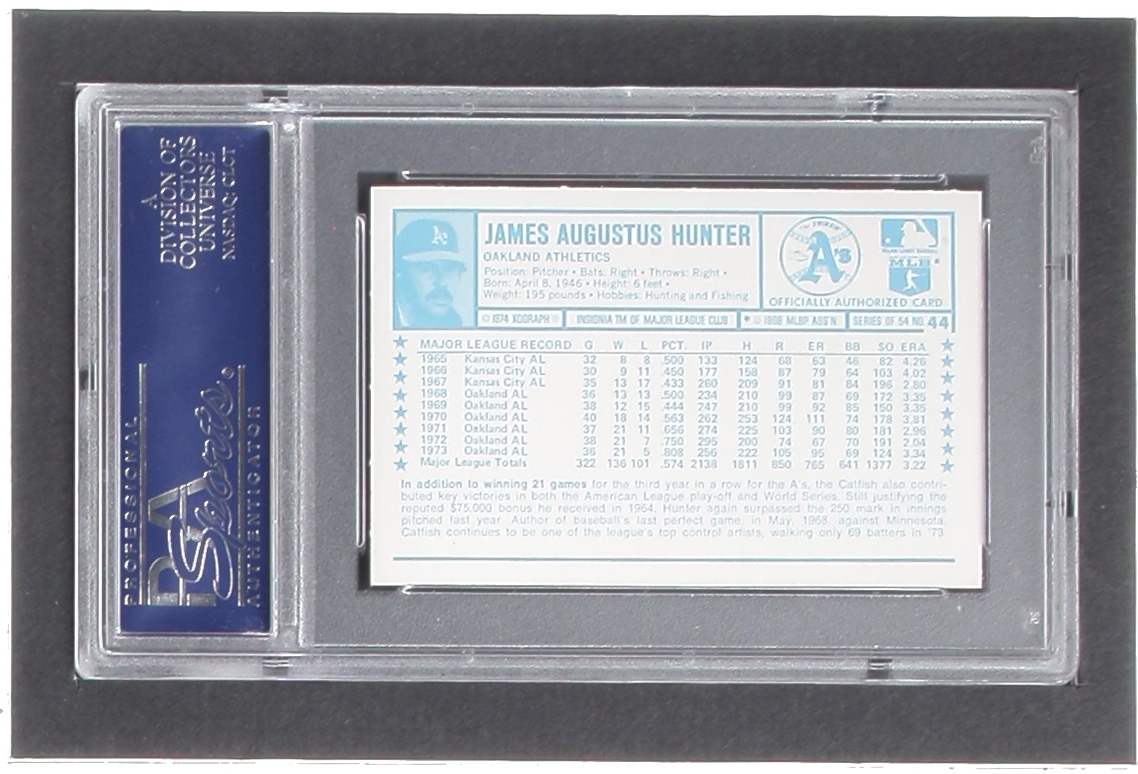 A
DIVISION OF
COLLECTORS
UNIVERSE
NASDAQ: CLCT
PROFESSIONAL
PSA
Sports
AUTHENTICATOR
JAMES AUGUSTUS HUNTER
OAKLAND ATHLETICS
Position: Pitcher • Bats: Right • Throws: Right •
Born: April 8, 1946 • Height: 6 feet •
Weight: 195 pounds • Hobbies: Hunting and Fishing
A's
MAJOR LEAGUE BASEBALL
MLB
OFFICIALLY AUTHORIZED CARD
© 1974 XOGRAPH ®
INSIGNIA TM OF MAJOR LEAGUE CLUB
© 1968 MLBP ASS'N
SERIES OF 54 NO. 44
MAJOR LEAGUE RECORD G W L PCT. IP H R ER BB SO ERA
1965 Kansas City AL 32 8 8 .500 133 124 68 63 46 82 4.26
1966 Kansas City AL 30 9 11 .450 177 158 87 79 64 103 4.02
1967 Kansas City AL 35 13 17 .433 260 209 91 81 84 196 2.80
1968 Oakland AL 36 13 13 .500 234 210 99 87 69 172 3.35
1969 Oakland AL 38 12 15 .444 247 210 99 92 85 150 3.35
1970 Oakland AL 40 18 14 .563 262 253 124 111 74 178 3.81
1971 Oakland AL 37 21 11 .656 274 225 103 90 80 181 2.96
1972 Oakland AL 38 21 7 .750 295 200 74 67 70 191 2.04
1973 Oakland AL 36 21 5 .808 256 222 105 95 69 124 3.34
Major League Totals 322 136 101 .574 2138 1811 850 765 641 1377 3.22
In addition to winning 21 games for the third year in a row for the A's, the Catfish also contri-
buted key victories in both the American League play-off and World Series. Still justifying the
reputed $75,000 bonus he received in 1964, Hunter again surpassed the 250 mark in innings
pitched last year. Author of baseball's last perfect game, in May, 1968, against Minnesota,
Catfish continues to be one of the league's top control artists, walking only 69 batters in '73.